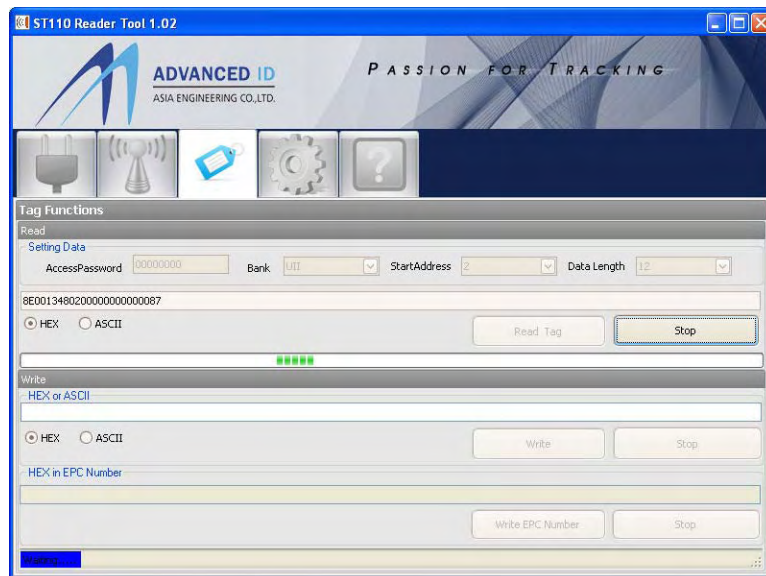 ST110 Reader Tool 1.02
ADVANCED ID
ASIA ENGINEERING CO.,LTD.
PASSION FOR TRACKING
Tag Functions
Read
Setting Data
AccessPassword 00000000 Bank UII StartAddress 2 Data Length 12
8E0013480200000000000087
HEX ASCII
Read Tag Stop
Write
HEX or ASCII
HEX ASCII
Write Stop
HEX in EPC Number
Write EPC Number Stop